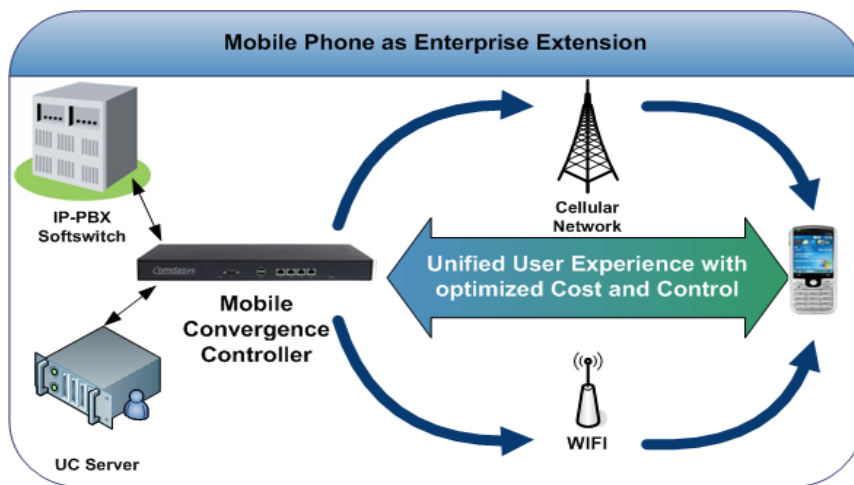 Mobile Phone as Enterprise Extension
IP-PBX
Softswitch
Cellular
Network
Comdasys
Unified User Experience with
optimized Cost and Control
Mobile
Convergence
Controller
WIFI
UC Server